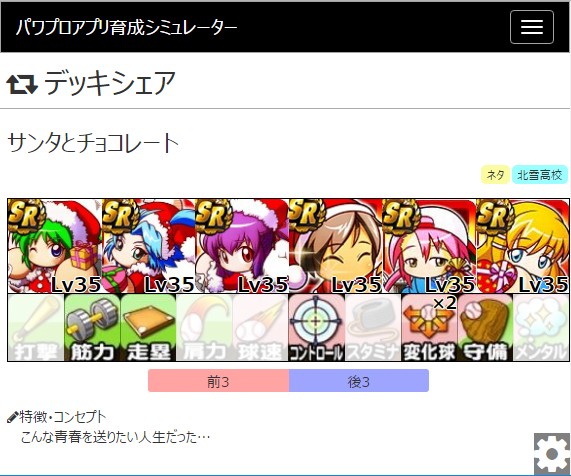 パワプロアプリ育成シミュレーター
デッキシェア
サンタとチョコレート
ネタ 北雪高校
SR SR SR SR SR SR
Lv35 Lv35 Lv35 Lv35 Lv35 Lv35
×2
打撃 筋力 走塁 肩力 球速 コントロール スタミナ 変化球 守備 メンタル
前3 後3
特徴・コンセプト
こんな青春を送りたい人生だった…